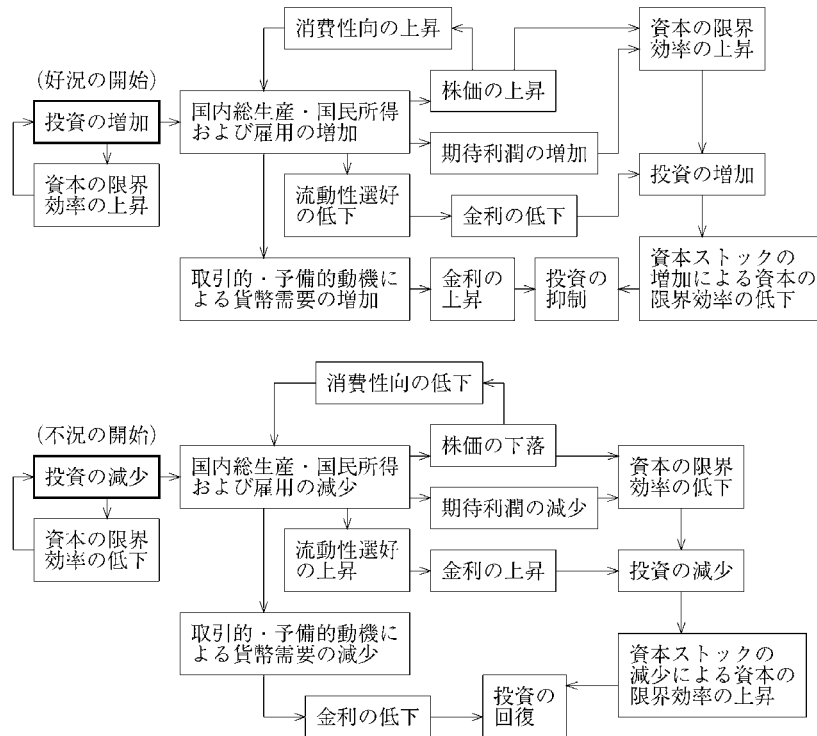 消費性向の上昇
資本の限界
効率の上昇
(好況の開始)
投資の増加
国内総生産・国民所得
および雇用の増加
株価の上昇
期待利潤の増加
資本の限界
効率の上昇
流動性選好
の低下
金利の低下
投資の増加
取引的・予備的動機に
よる貨幣需要の増加
金利の
上昇
投資の
抑制
資本ストックの
増加による資本の
限界効率の低下
消費性向の低下
(不況の開始)
投資の減少
国内総生産・国民所得
および雇用の減少
株価の下落
期待利潤の減少
資本の限界
効率の低下
資本の限界
効率の低下
流動性選好
の上昇
金利の上昇
投資の減少
取引的・予備的動機に
よる貨幣需要の減少
金利の低下
投資の
回復
資本ストックの
減少による資本の
限界効率の上昇